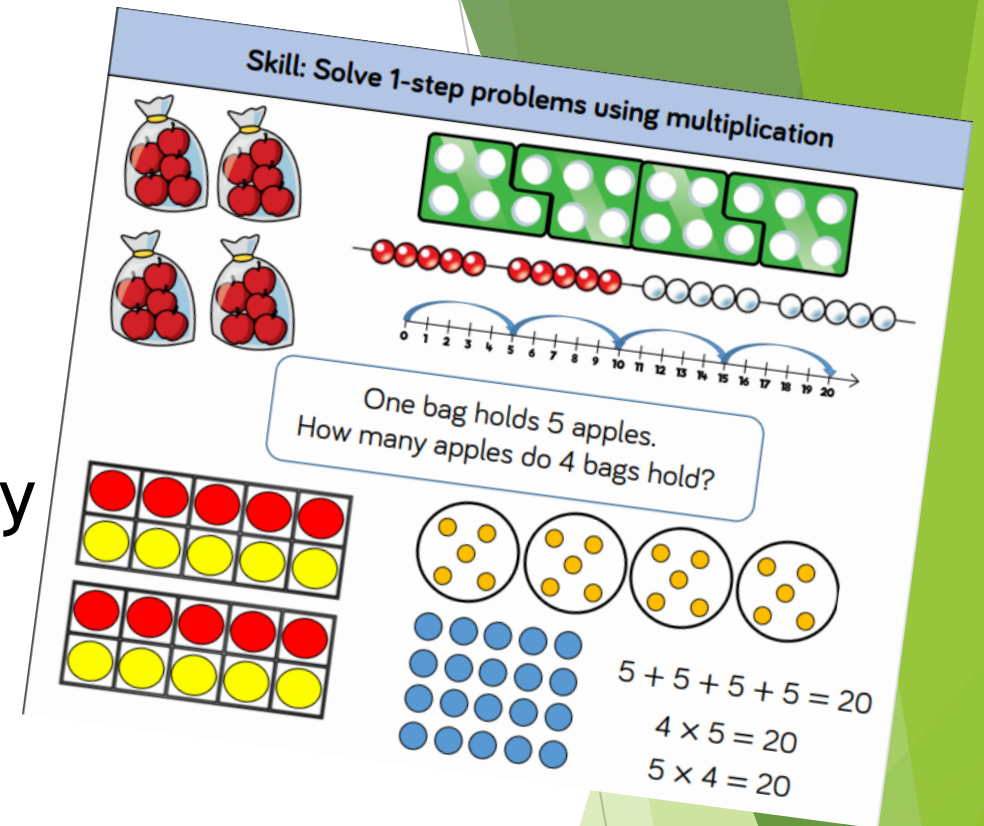 Skill: Solve 1-step problems using multiplication
0 1 2 3 4 5 6 7 8 9 10 11 12 13 14 15 16 17 18 19 20
One bag holds 5 apples.
How many apples do 4 bags hold?
y
5 + 5 + 5 + 5 = 20
4 × 5 = 20
5 × 4 = 20